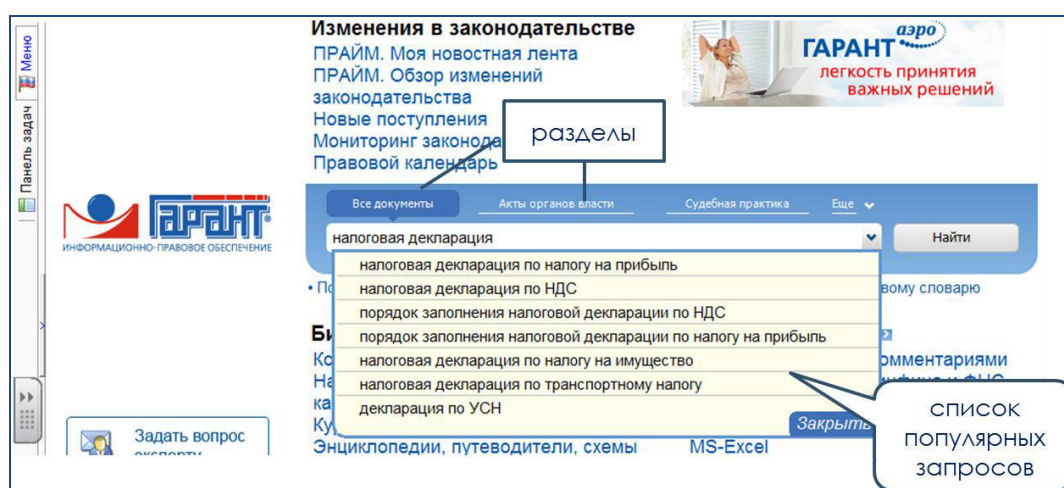 Меню
Панель задач
Изменения в законодательстве
ПРАЙМ. Моя новостная лента
ПРАЙМ. Обзор изменений
законодательства
Новые поступления
Мониторинг
Правовой календарь
аэро
ГАРАНТ
легкость принятия
важных решений
разделы
ГАРАНТ
ИНФОРМАЦИОННО-ПРАВОВОЕ ОБЕСПЕЧЕНИЕ
Все документы Акты органов власти Судебная практика Еще
налоговая декларация Найти
налоговая декларация по налогу на прибыль
налоговая декларация по НДС
порядок заполнения налоговой декларации по НДС
порядок заполнения налоговой декларации по налогу на прибыль
налоговая декларация по налогу на имущество
налоговая декларация по транспортному налогу
декларация по УСН
Закрыть
словарю
список
популярных
запросов
Задать вопрос
Энциклопедии, путеводители, схемы
MS-Excel